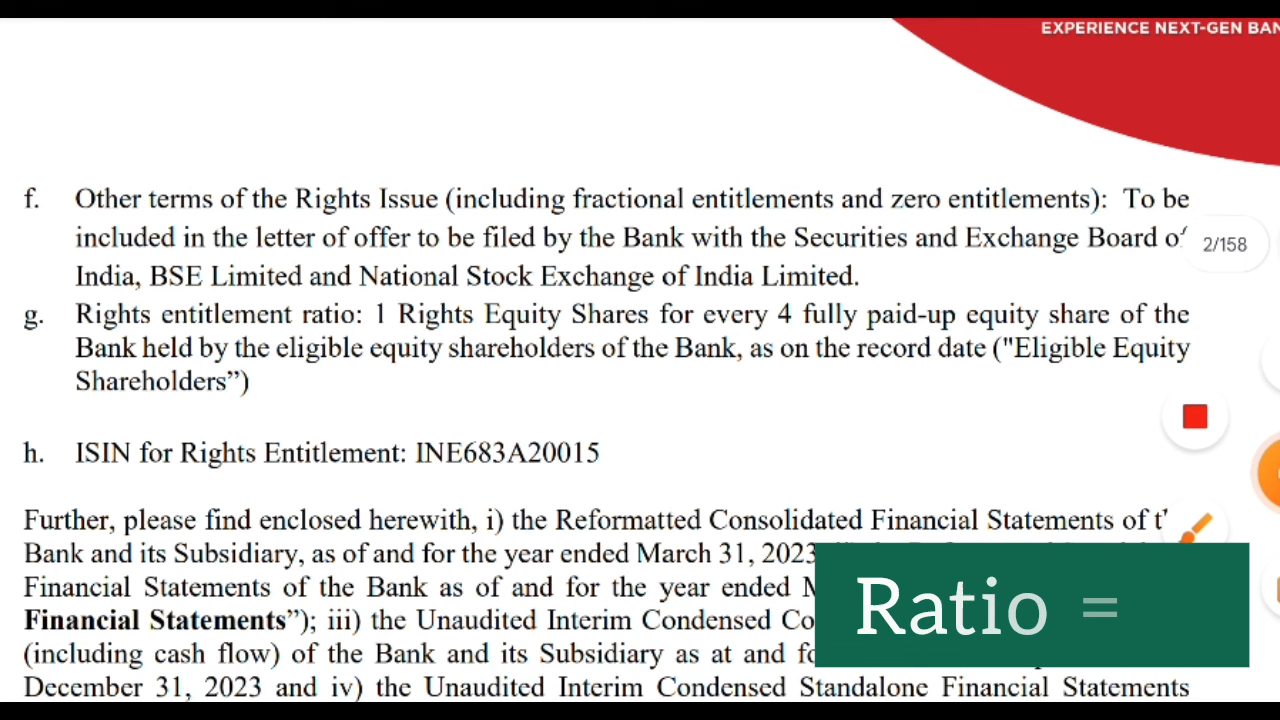 EXPERIENCE NEXT-GEN
f. Other terms of the Rights Issue (including fractional entitlements and zero entitlements): To be
included in the letter of offer to be filed by the Bank with the Securities and Exchange Board
2/158
India, BSE Limited and National Stock Exchange of India Limited.
g. Rights entitlement ratio: 1 Rights Equity Shares for every 4 fully paid-up equity share of the
Bank held by the eligible equity shareholders of the Bank, as on the record date ("Eligible Equity
Shareholders”)
h. ISIN for Rights Entitlement: INE683A20015
Further, please find enclosed herewith, i) the Reformatted Consolidated Financial Statements of
Bank and its Subsidiary, as of and for the year ended March 31, 2023
Financial Statements of the Bank as of and for the year ended
Financial Statements”); iii) the Unaudited Interim Condensed
(including cash flow) of the Bank and its Subsidiary as at and
December 31, 2023 and iv) the Unaudited Interim Condensed Standalone Financial Statements
Ratio =